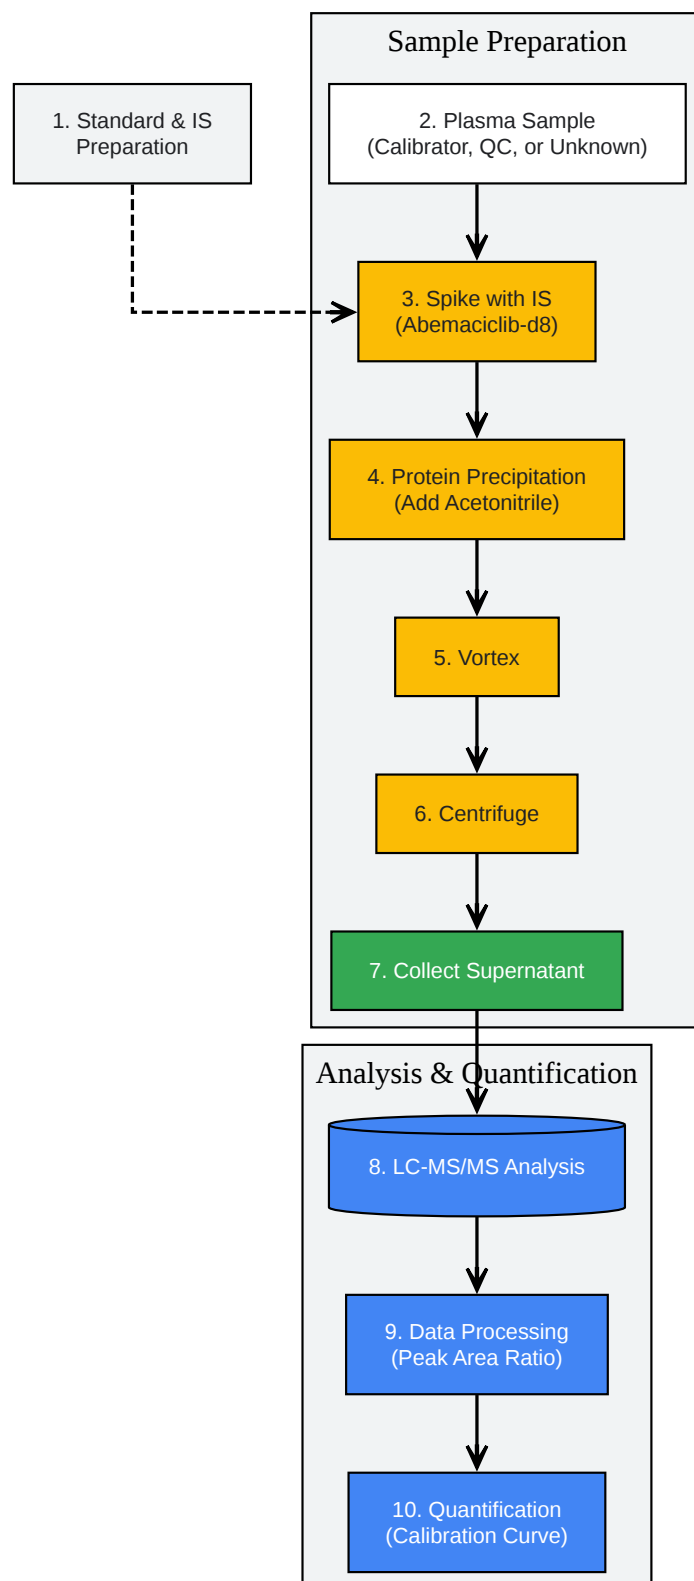 Sample Preparation
1. Standard & IS
Preparation
2. Plasma Sample
(Calibrator, QC, or Unknown)
3. Spike with IS
(Abemaciclib-d8)
4. Protein Precipitation
(Add Acetonitrile)
5. Vortex
6. Centrifuge
7. Collect Supernatant
Analysis & Quantification
8. LC-MS/MS Analysis
9. Data Processing
(Peak Area Ratio)
10. Quantification
(Calibration Curve)